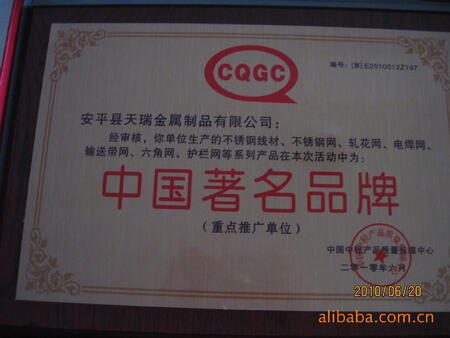 CQGC
编号：[案]E2010012Z197
安平县天瑞金属制品有限公司：
经审核，你单位生产的不锈钢线材、不锈钢网、轧花网、电焊网、
输送带网、六角网、护栏网等系列产品在本次活动中为：
中国著名品牌
（重点推广单位）
中国中轻产品质量保障中心
二〇一〇年六月
2010/06/20
alibaba.com.cn